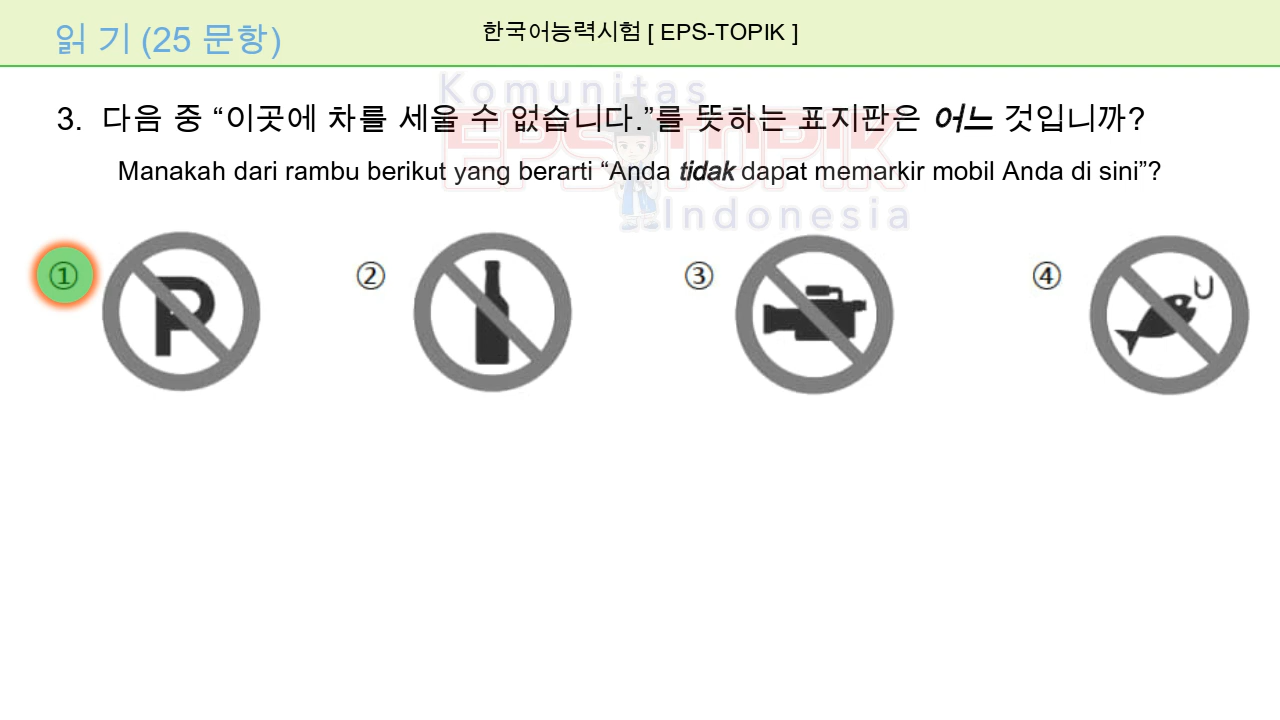 읽 기 (25 문항)
한국어능력시험 [ EPS-TOPIK ]
Komunitas
EPS TOPIK
Indonesia
3. 다음 중 “이곳에 차를 세울 수 없습니다.”를 뜻하는 표지판은 어느 것입니까?
Manakah dari rambu berikut yang berarti “Anda tidak dapat memarkir mobil Anda di sini”?
①
P
②
③
④